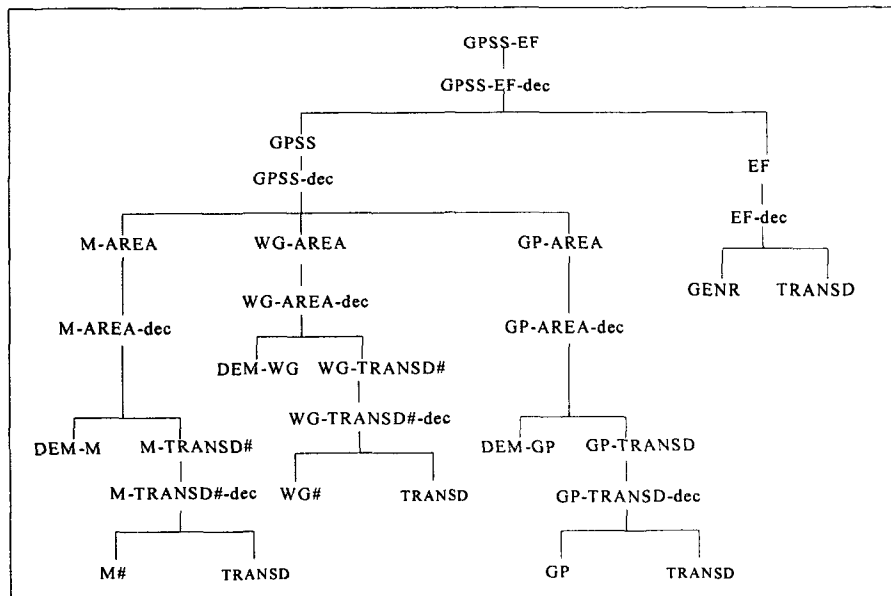 GPSS-EF
GPSS-EF-dec
GPSS
EF
GPSS-dec
EF-dec
M-AREA WG-AREA GP-AREA
GENR TRANSD
WG-AREA-dec
M-AREA-dec GP-AREA-dec
DEM-WG WG-TRANSD#
WG-TRANSD#-dec
DEM-M M-TRANSD# DEM-GP GP-TRANSD
M-TRANSD#-dec WG# TRANSD GP-TRANSD-dec
M# TRANSD GP TRANSD